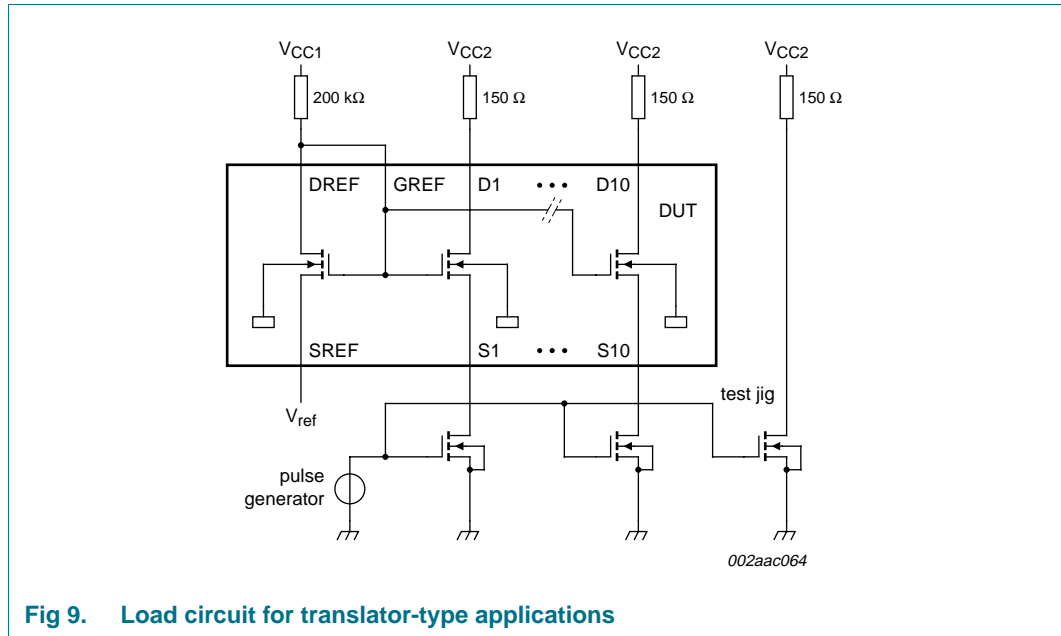 VCC1 VCC2 VCC2 VCC2
200 kΩ 150 Ω 150 Ω 150 Ω
DREF GREF D1 • • • D10
DUT
SREF S1 • • • S10
test jig
Vref
pulse
generator
002aac064
Fig 9. Load circuit for translator-type applications